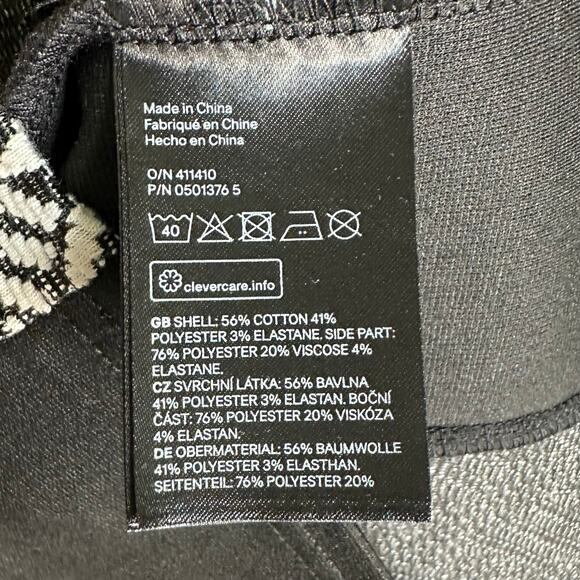 Made in China
Fabriqué en Chine
Hecho en China
O/N 411410
P/N 0501376 5
40
clevercare.info
GB SHELL: 56% COTTON 41%
POLYESTER 3% ELASTANE. SIDE PART:
76% POLYESTER 20% VISCOSE 4%
ELASTANE.
CZ SVRCHNÍ LÁTKA: 56% BAVLNA
41% POLYESTER 3% ELASTAN. BOČNÍ
ČÁST: 76% POLYESTER 20% VISKÓZA
4% ELASTAN.
DE OBERMATERIAL: 56% BAUMWOLLE
41% POLYESTER 3% ELASTHAN.
SEITENTEIL: 76% POLYESTER 20%